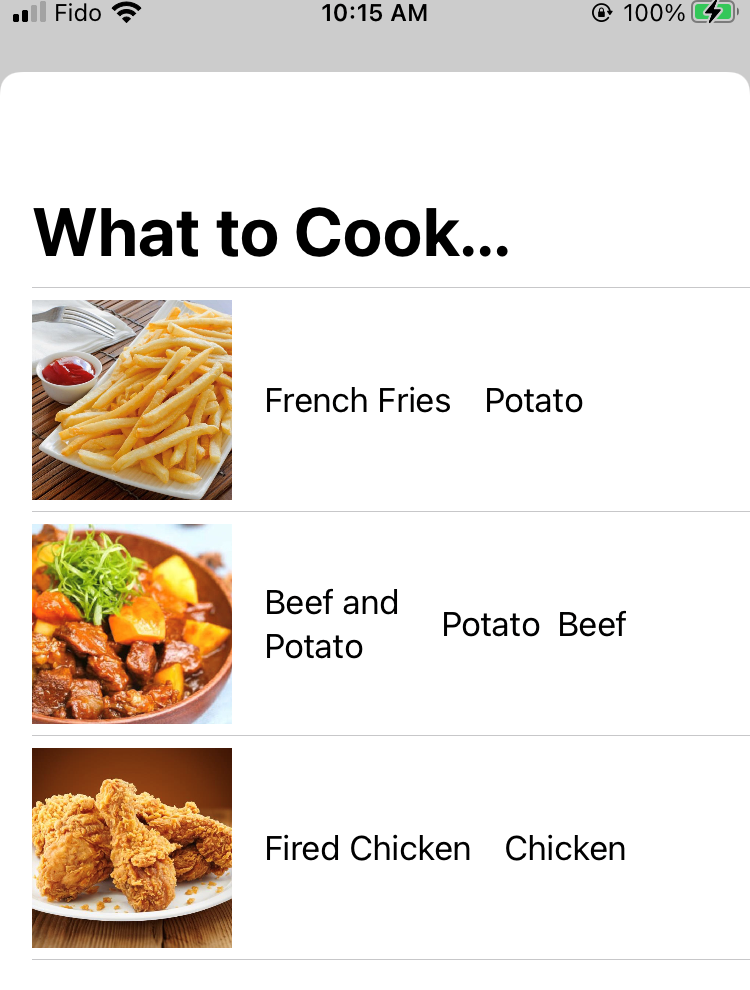 Fido 10:15 AM 100%
What to Cook...
French Fries Potato
Beef and
Potato
Potato Beef
Fired Chicken Chicken